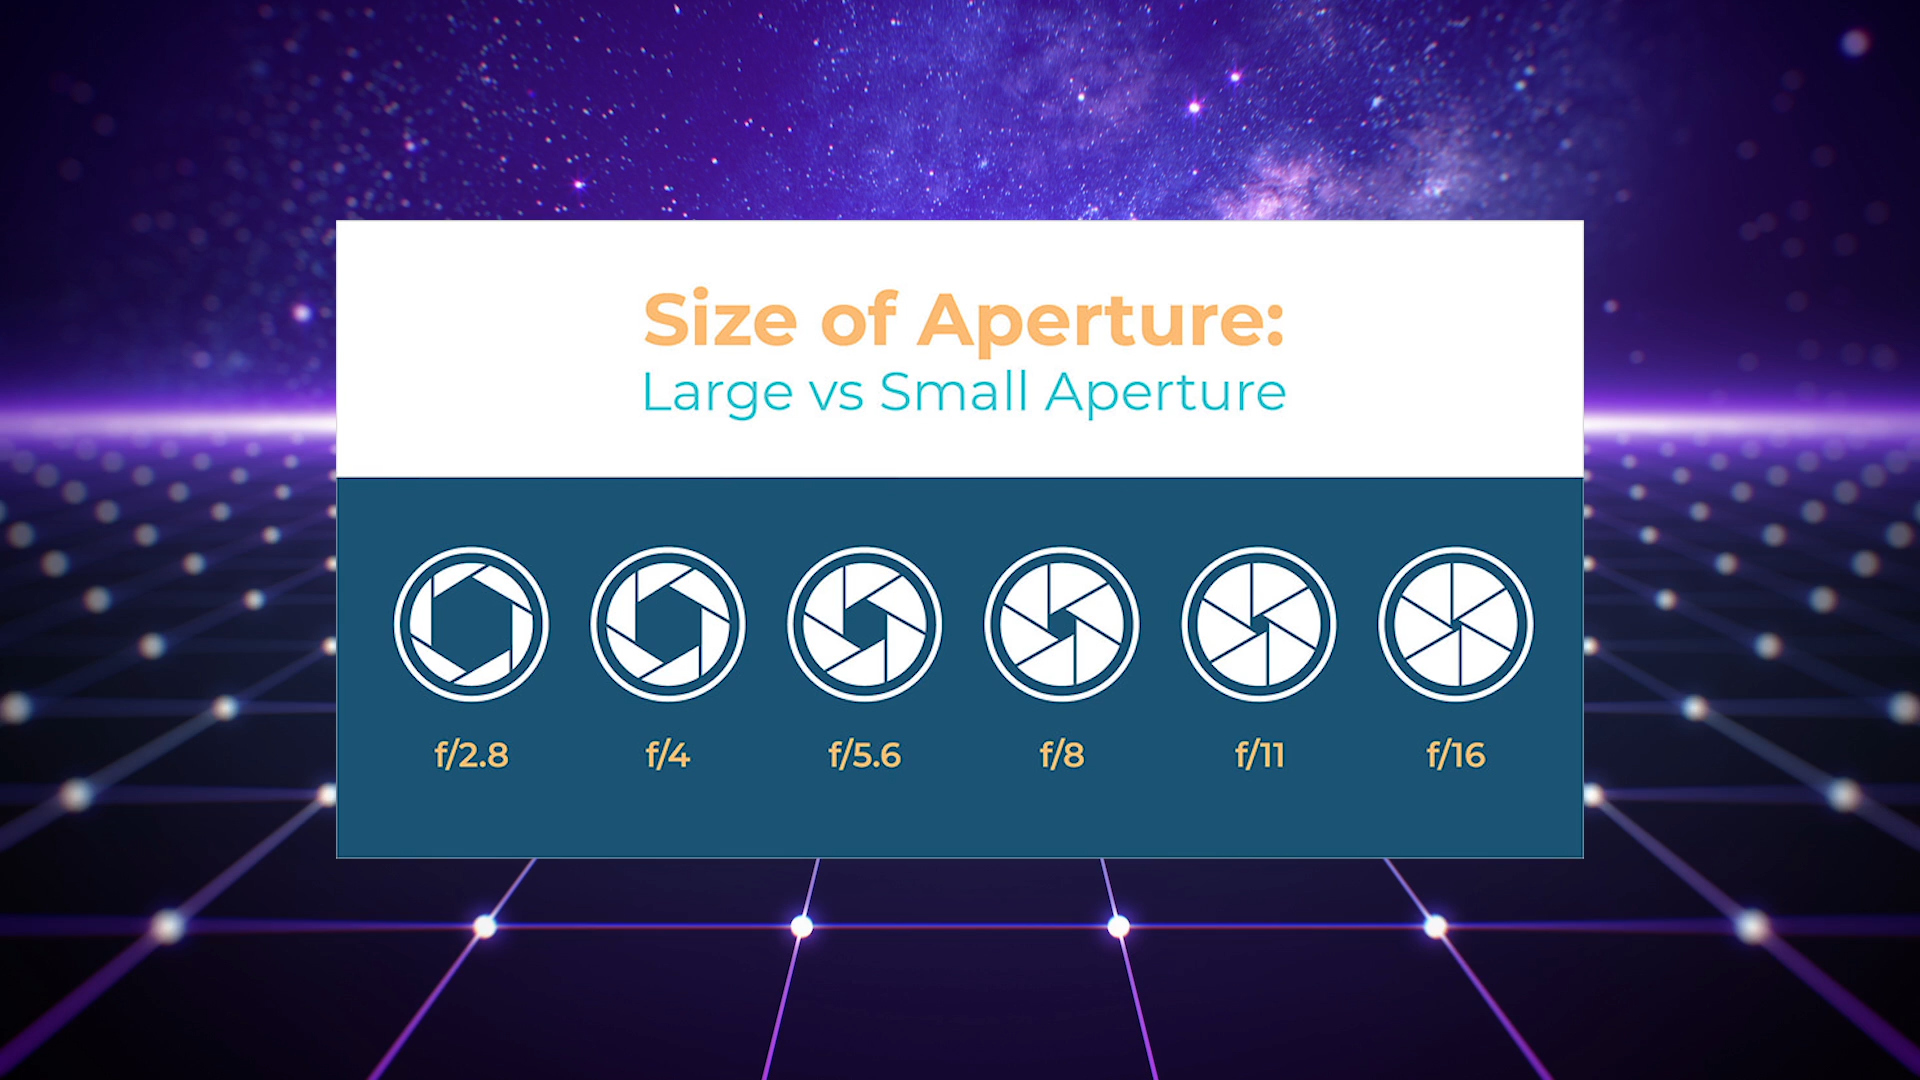 Size of Aperture:
Large vs Small Aperture
f/2.8 f/4 f/5.6 f/8 f/11 f/16